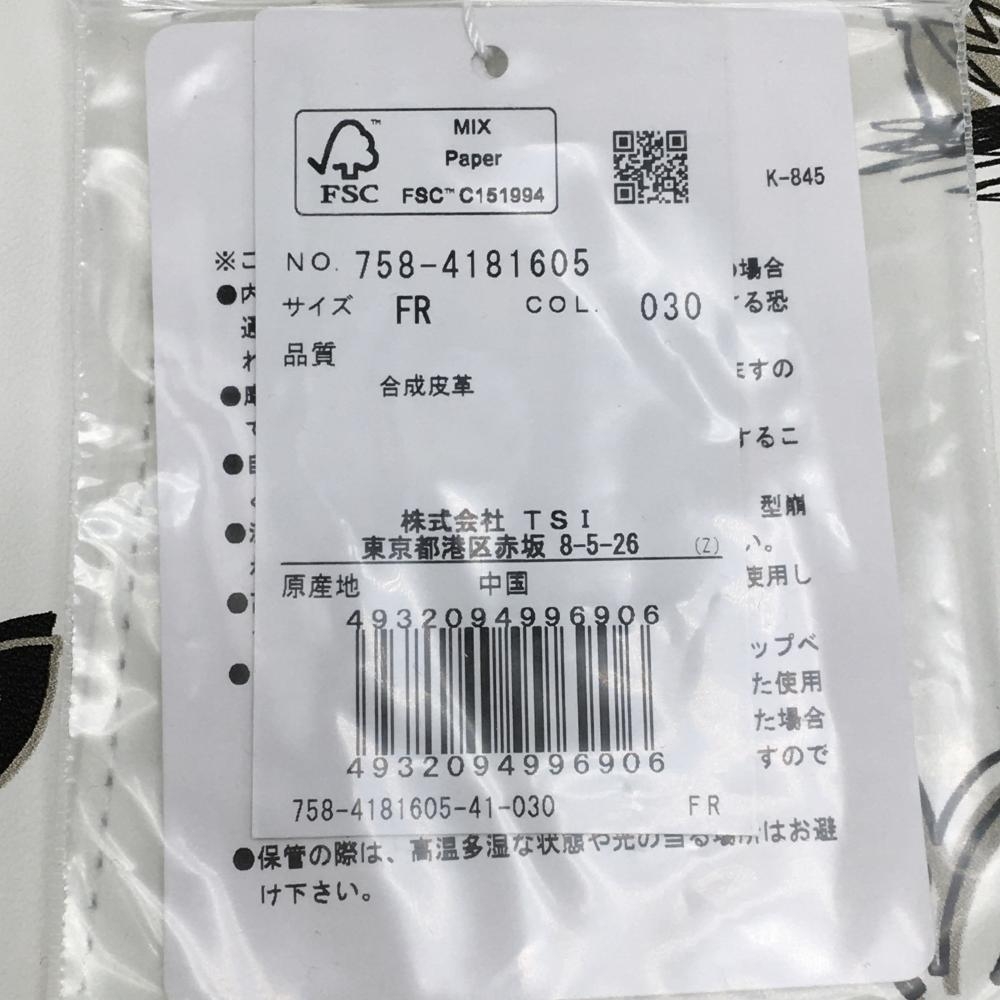 MIX
Paper
FSC™ C151994
FSC
K-845
NO. 758-4181605
サイズ FR COL. 030
品質
合成皮革
株式会社 TSI
東京都港区赤坂 8-5-26 (Z)
原産地 中国
4932094996906
4932094996906
758-4181605-41-030 FR
※こ
場合
●内
る恐
ますの
●
するこ
●
型崩
●
い。
使用し
●
ップベ
●
た使用
た場合
すので
●保管の際は、高温多湿な状態や光の当る場所はお避
け下さい。